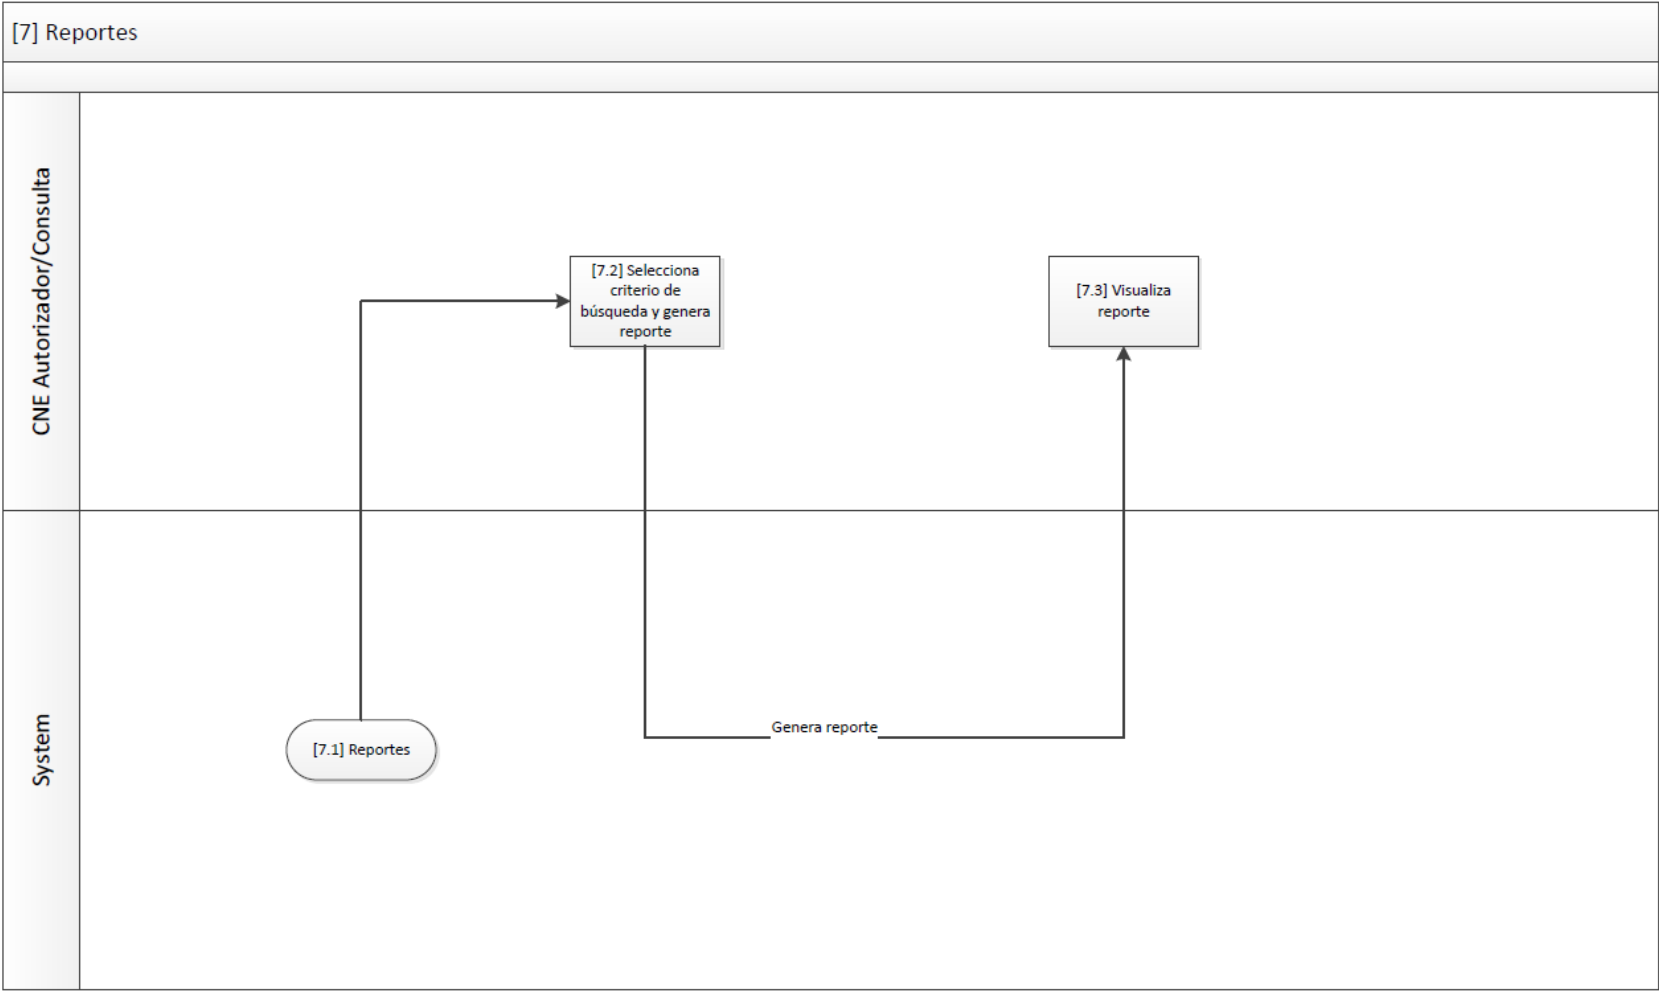 [7] Reportes
CNE Autorizador/Consulta
[7.2] Selecciona
criterio de
búsqueda y genera
reporte
[7.3] Visualiza
reporte
System
[7.1] Reportes
Genera reporte